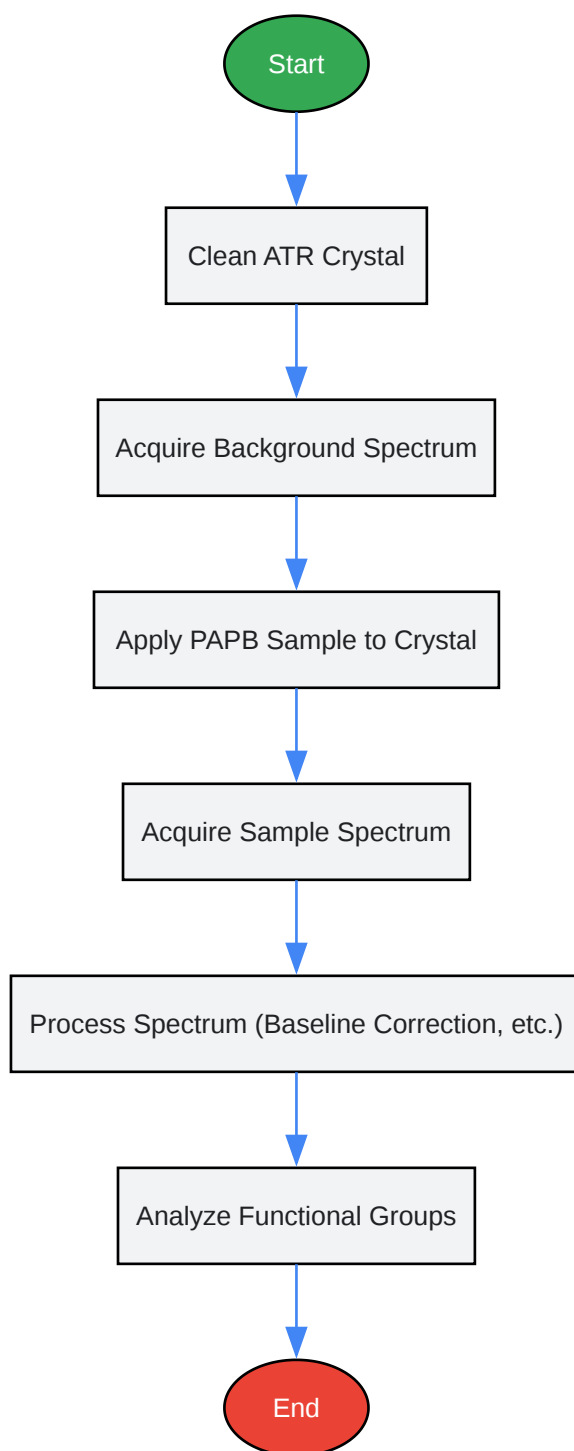 Start
Clean ATR Crystal
Acquire Background Spectrum
Apply PAPB Sample to Crystal
Acquire Sample Spectrum
Process Spectrum (Baseline Correction, etc.)
Analyze Functional Groups
End